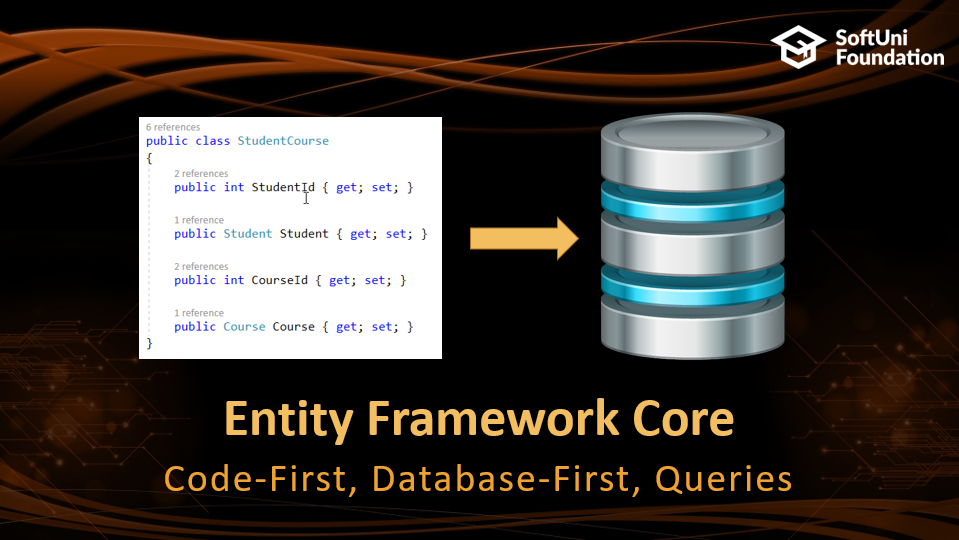 SoftUni
Foundation
6 references
public class StudentCourse
{
2 references
public int StudentId { get; set; }
1 reference
public Student Student { get; set; }
2 references
public int CourseId { get; set; }
1 reference
public Course Course { get; set; }
}
Entity Framework Core
Code-First, Database-First, Queries